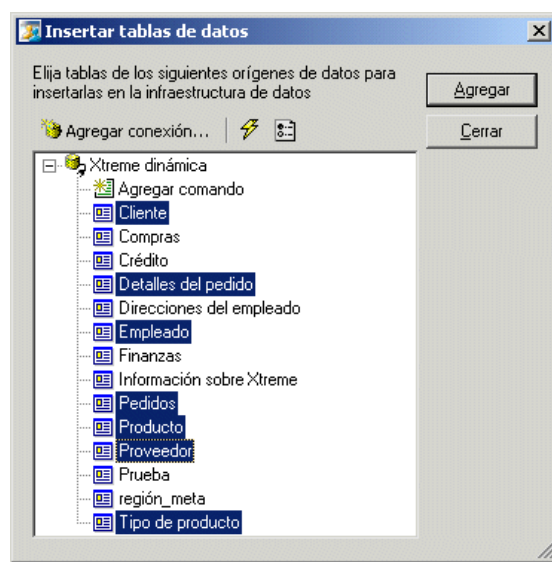 Insertar tablas de datos
Elija tablas de los siguientes orígenes de datos para
insertarlas en la infraestructura de datos
Agregar
Cerrar
Agregar conexión...
Xtreme dinámica
Agregar comando
Cliente
Compras
Crédito
Detalles del pedido
Direcciones del empleado
Empleado
Finanzas
Información sobre Xtreme
Pedidos
Producto
Proveedor
Prueba
región_meta
Tipo de producto